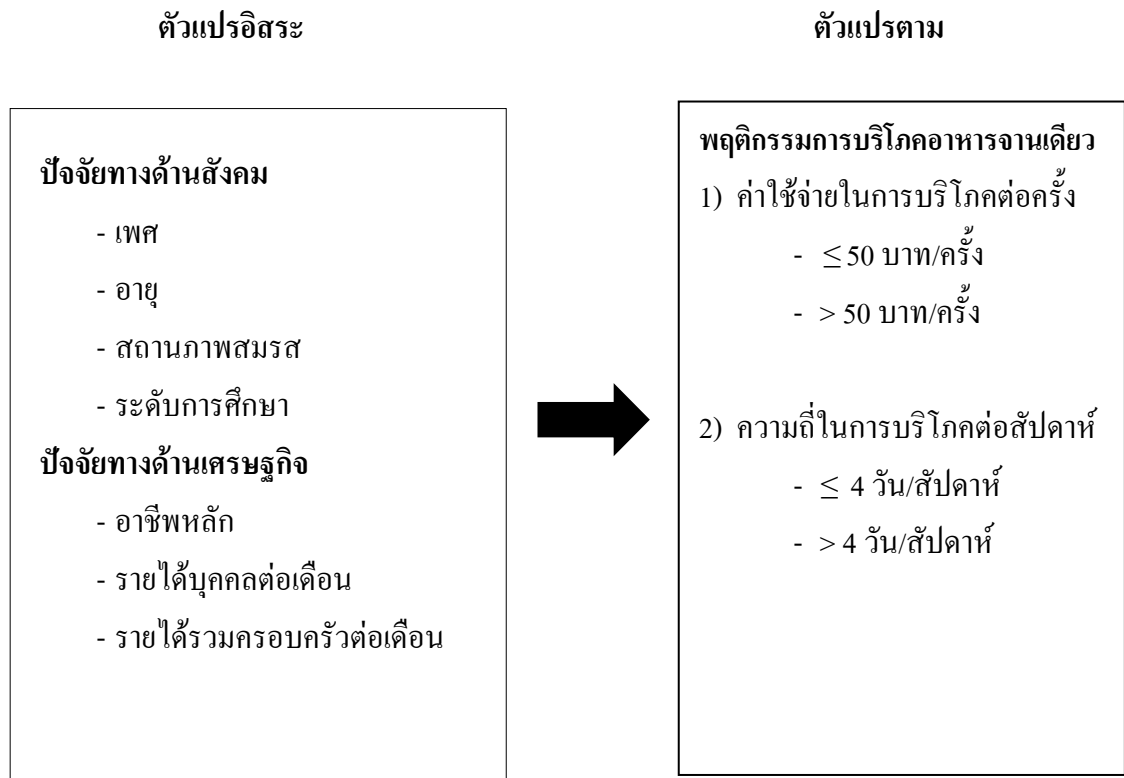 ตัวแปรอิสระ
ปัจจัยทางด้านสังคม
- เพศ
- อายุ
- สถานภาพสมรส
- ระดับการศึกษา
ปัจจัยทางด้านเศรษฐกิจ
- อาชีพหลัก
- รายได้บุคคลต่อเดือน
- รายได้รวมครอบครัวต่อเดือน
ตัวแปรตาม
พฤติกรรมการบริโภคอาหารจานเดียว
1) ค่าใช้จ่ายในการบริโภคต่อครั้ง
- ≤ 50 บาท/ครั้ง
- > 50 บาท/ครั้ง
2) ความถี่ในการบริโภคต่อสัปดาห์
- ≤ 4 วัน/สัปดาห์
- > 4 วัน/สัปดาห์